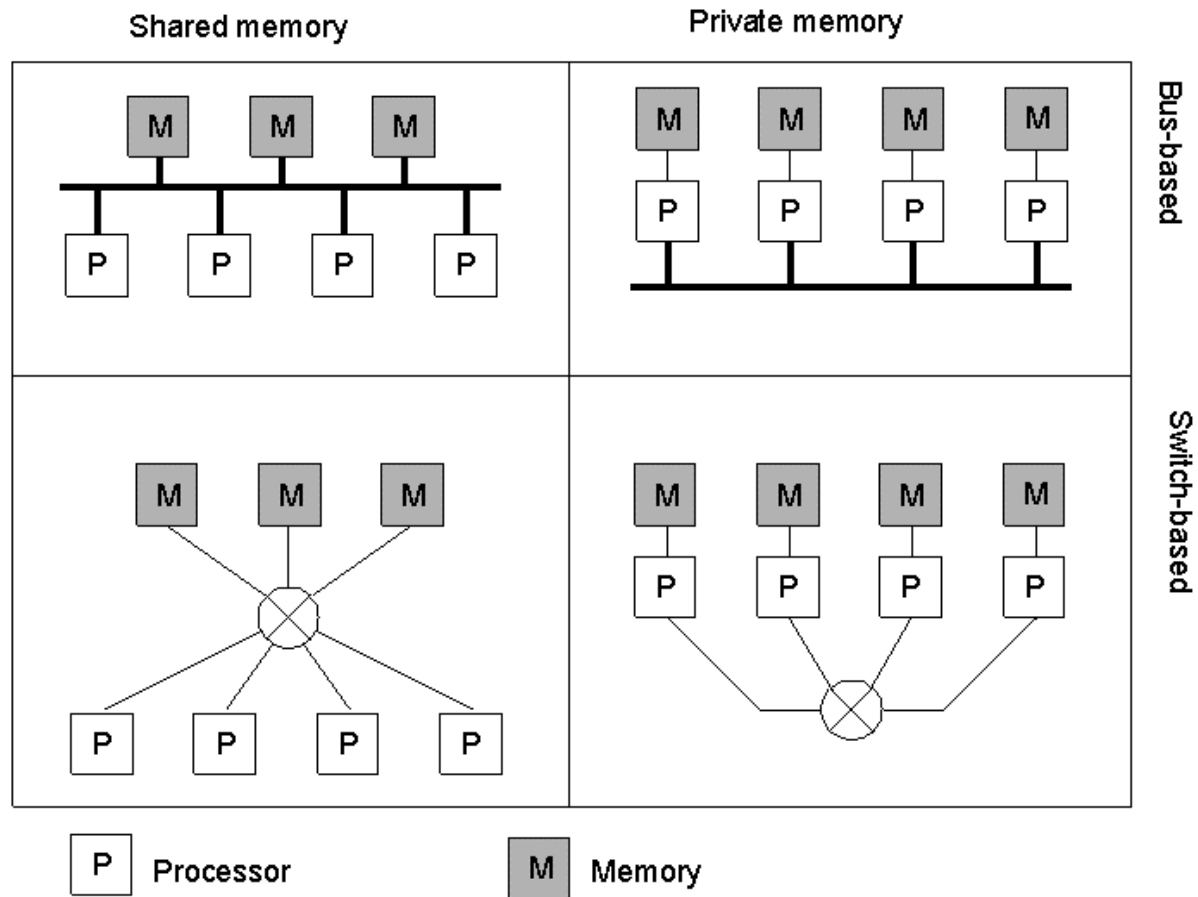 Shared memory
Private memory
M M M
P P P P
M M M M
P P P P
Bus-based
M M M
P P P P
M M M M
P P P P
Switch-based
P Processor
M Memory